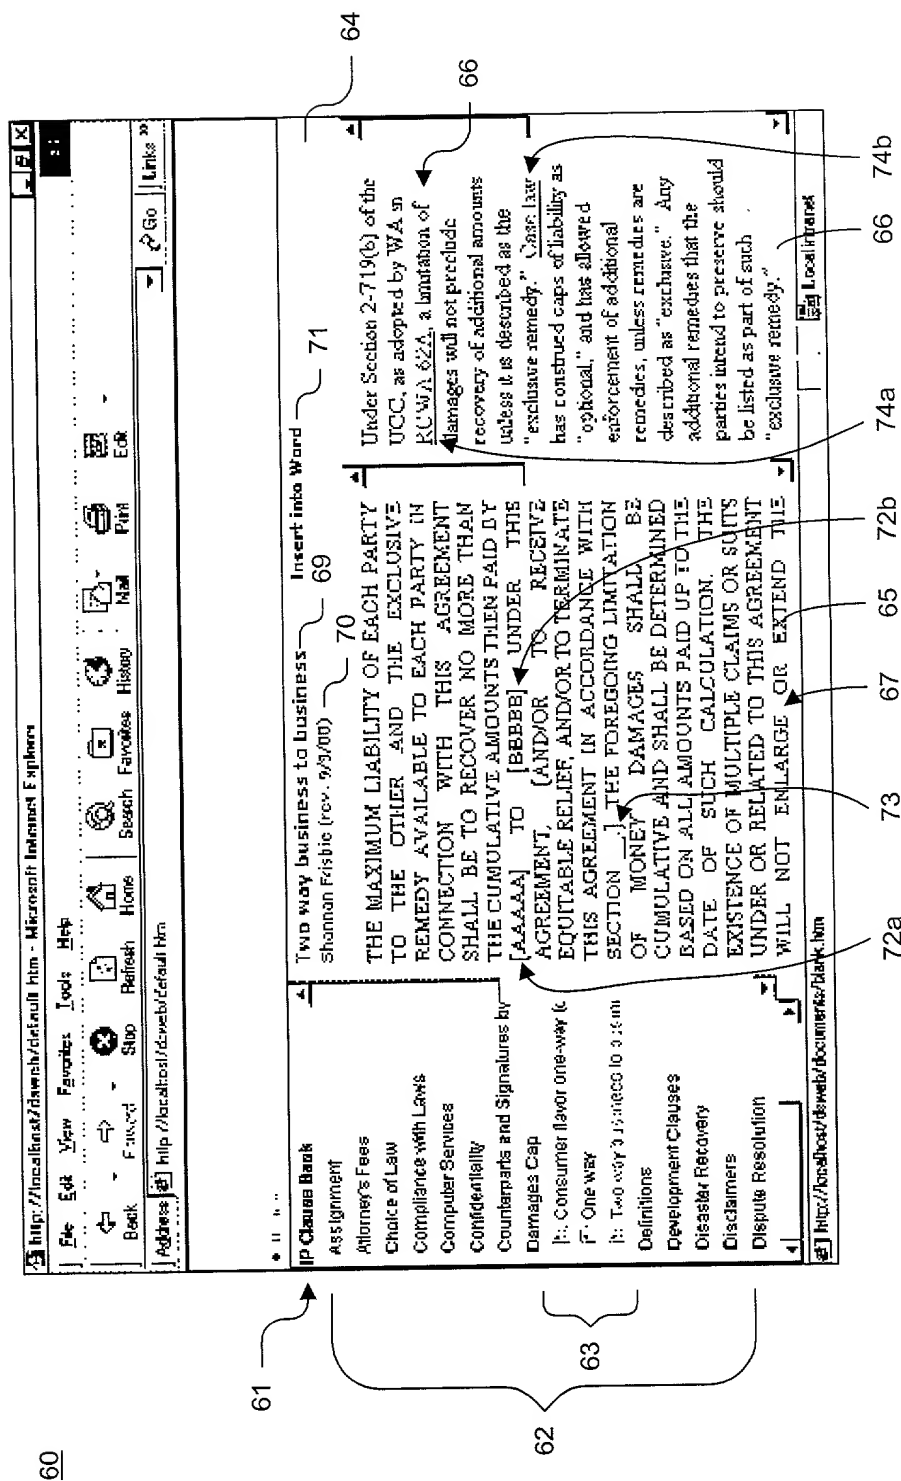 60
http://localhost/dsweb/default.htm - Microsoft Internet Explorer
File Edit View Favorites Tools Help
Back Forward Stop Refresh Home Search Favorites History Mail Print Edit
Address http://localhost/dsweb/default.htm Go Links »
61
62
63
IP Clause Bank
Assignment
Attorney's Fees
Choice of Law
Compliance with Laws
Computer Services
Confidentiality
Counterparts and Signatures by
Damages Cap
Consumer flavor one-way (c
One way
Two way business to busine
Definitions
Development Clauses
Disaster Recovery
Disclaimers
Dispute Resolution
Two way business to business 69
Shannan Frisbie (rev. 9/9/00) 70
Insert into Word 71
64
THE MAXIMUM LIABILITY OF EACH PARTY
TO THE OTHER AND THE EXCLUSIVE
REMEDY AVAILABLE TO EACH PARTY IN
CONNECTION WITH THIS AGREEMENT
SHALL BE TO RECOVER NO MORE THAN
THE CUMULATIVE AMOUNTS THEN PAID BY
[AAAAA] TO [BBBBB] UNDER THIS
AGREEMENT, (AND/OR TO RECEIVE
EQUITABLE RELIEF, AND/OR TO TERMINATE
THIS AGREEMENT IN ACCORDANCE WITH
SECTION __.) THE FOREGOING LIMITATION
OF MONEY DAMAGES SHALL BE
CUMULATIVE AND SHALL BE DETERMINED
BASED ON ALL AMOUNTS PAID UP TO THE
DATE OF SUCH CALCULATION. THE
EXISTENCE OF MULTIPLE CLAIMS OR SUITS
UNDER OR RELATED TO THIS AGREEMENT
WILL NOT ENLARGE OR EXTEND THE
Under Section 2-719(b) of the
UCC, as adopted by WA in
RCWA 62A, a limitation of
damages will not preclude
recovery of additional amounts
unless it is described as the
"exclusive remedy." Case law
has construed caps of liability as
"optional," and has allowed
enforcement of additional
remedies, unless remedies are
described as "exclusive." Any
additional remedies that the
parties intend to preserve should
be listed as part of such
"exclusive remedy."
66
http://localhost/dsweb/documents/blank.htm Local intranet
72a
73
67
65
72b
74a
66
74b